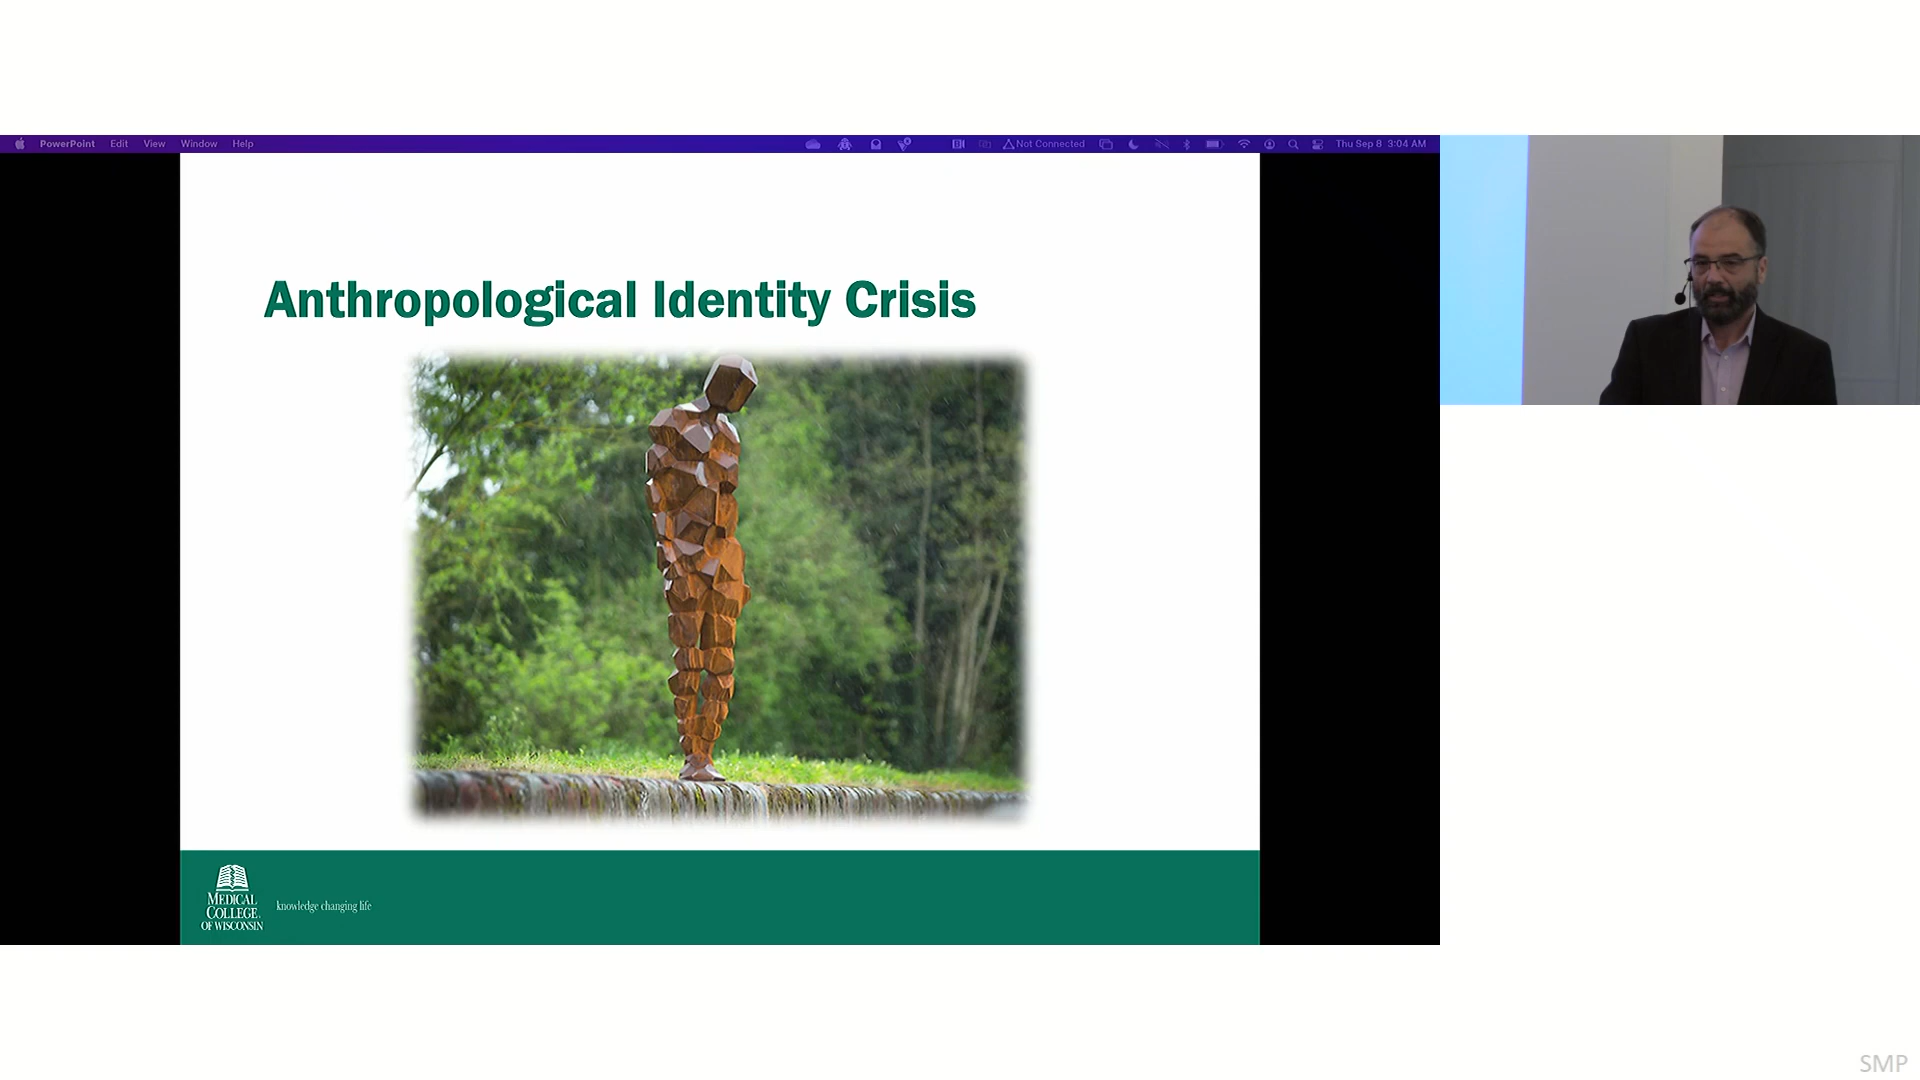 PowerPoint Edit View Window Help Not Connected Thu Sep 8 3:04 AM
Anthropological Identity Crisis
MEDICAL
COLLEGE
OF WISCONSIN
knowledge changing life
SMP